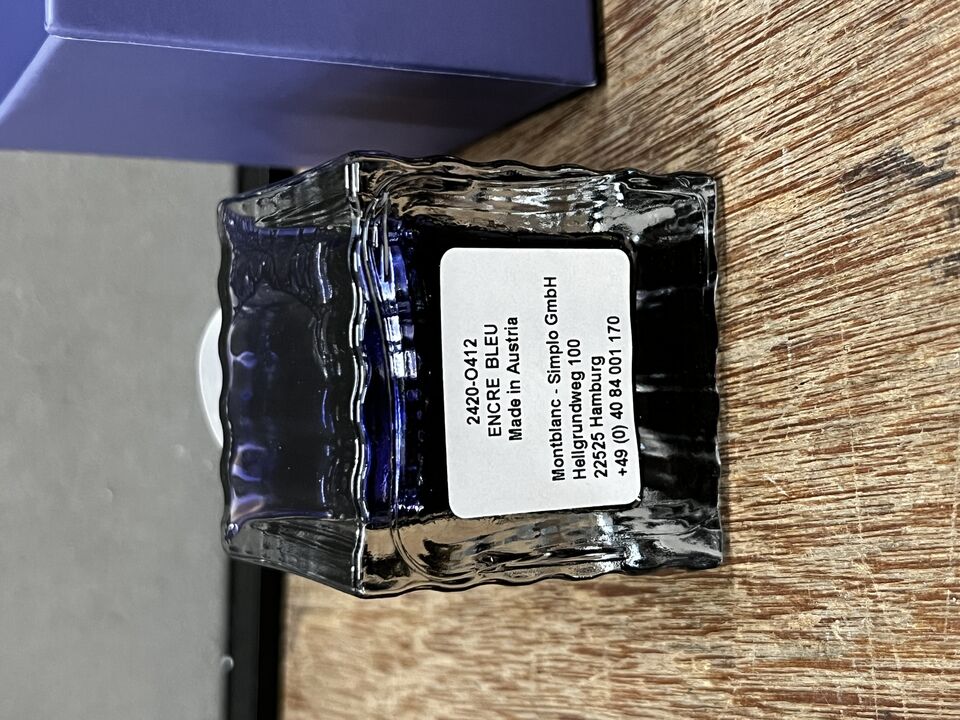 2420-O412
ENCRE BLEU
Made in Austria
Montblanc - Simplo GmbH
Hellgrundweg 100
22525 Hamburg
+49 (0) 40 84 001 170